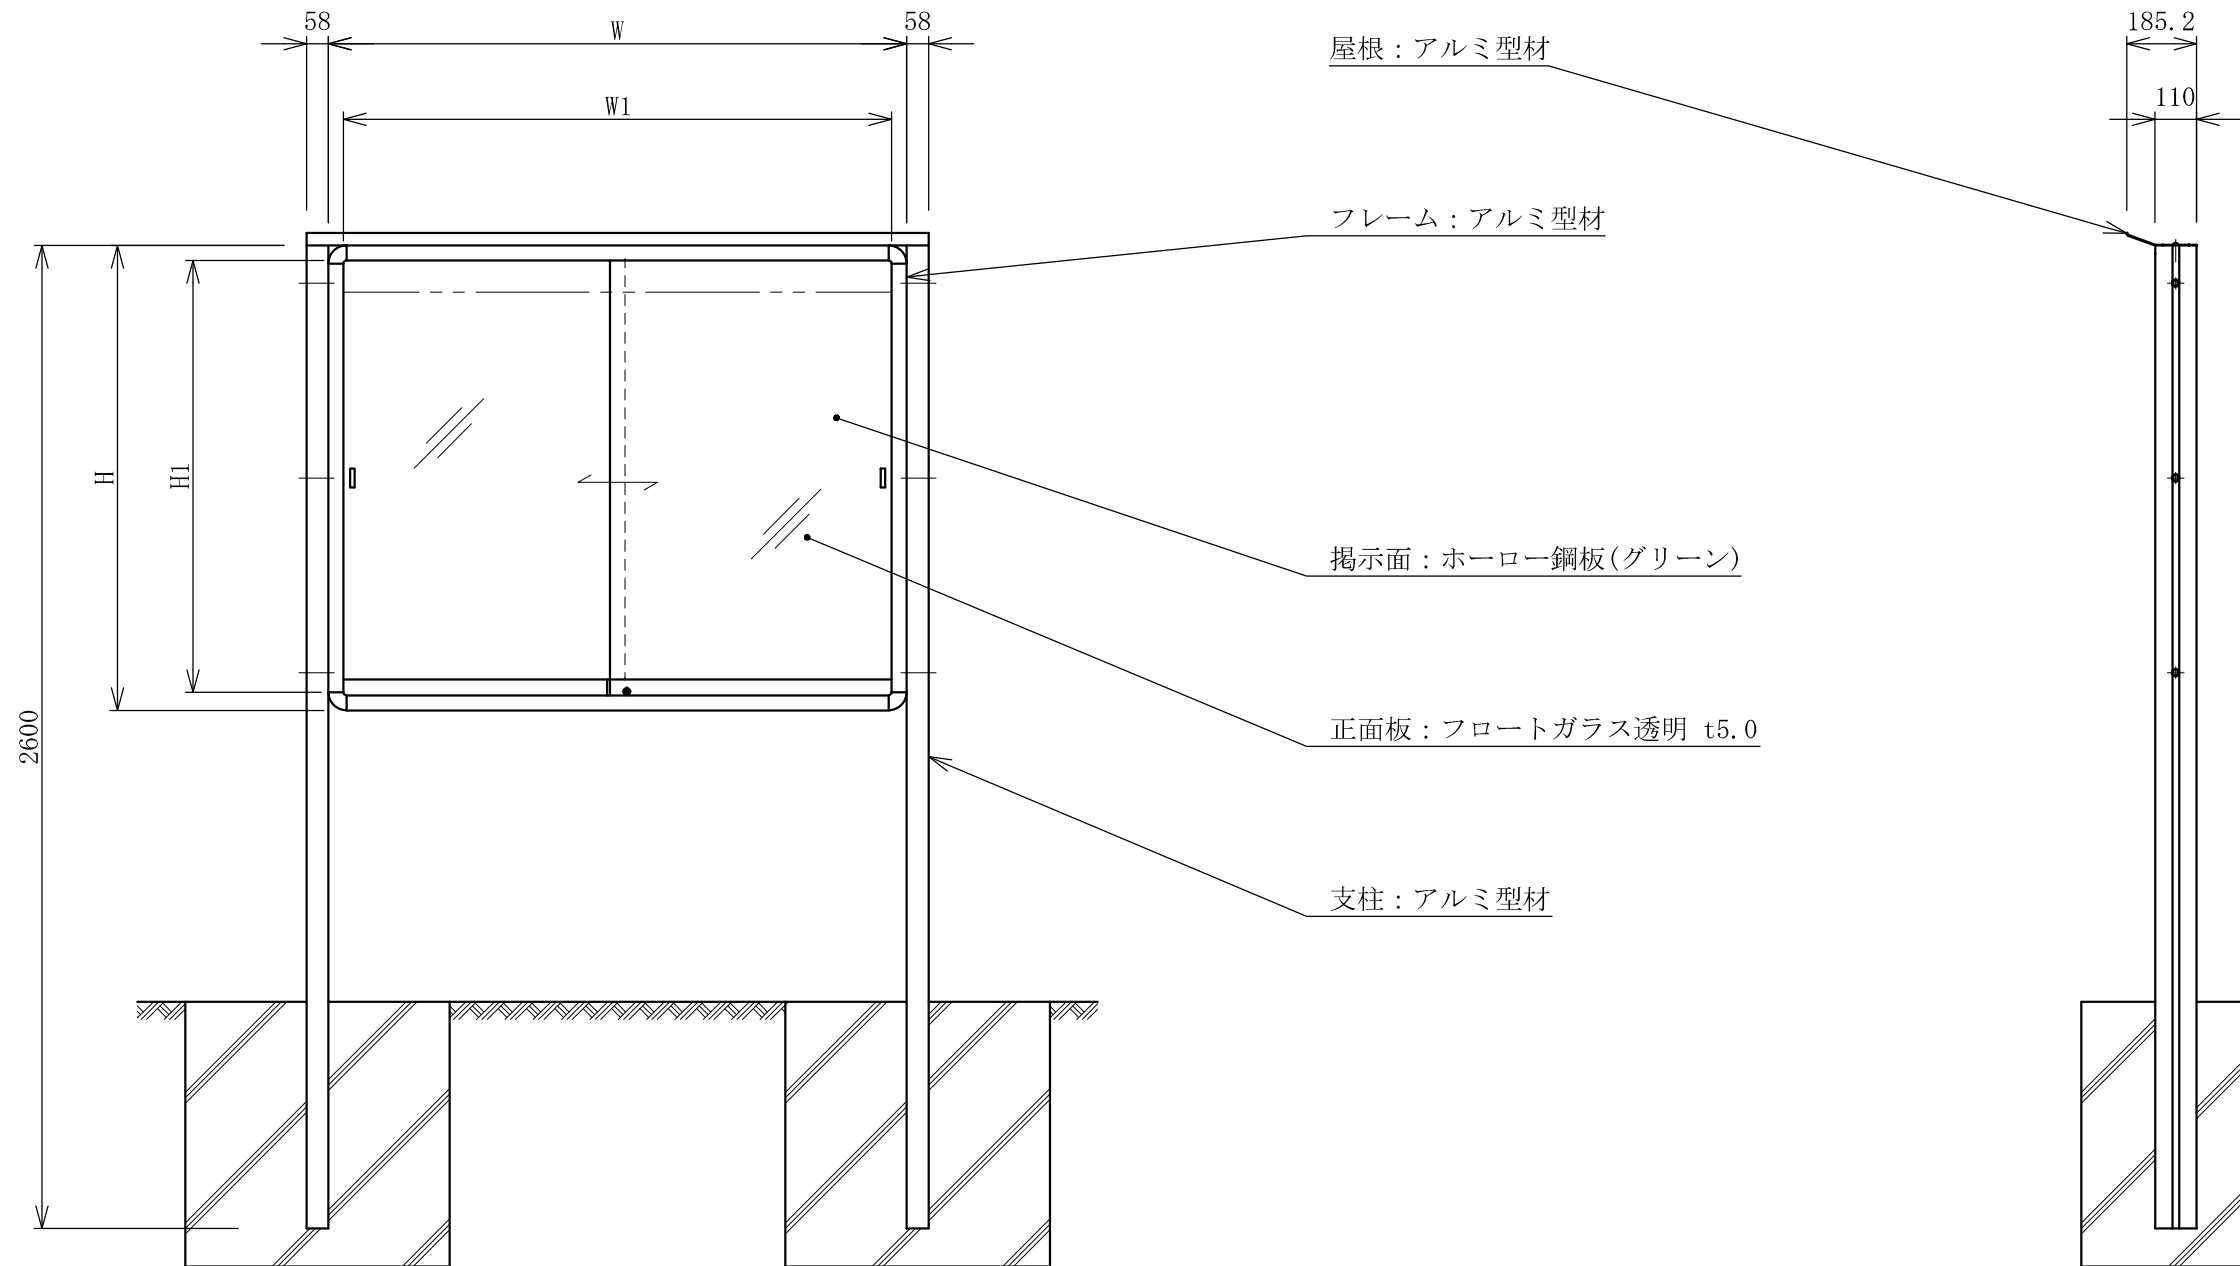 58
W
58
185.2
屋根：アルミ型材
W1
110
フレーム：アルミ型材
H
H1
掲示面：ホーロー鋼板(グリーン)
2600
正面板：フロートガラス透明 t5.0
支柱：アルミ型材